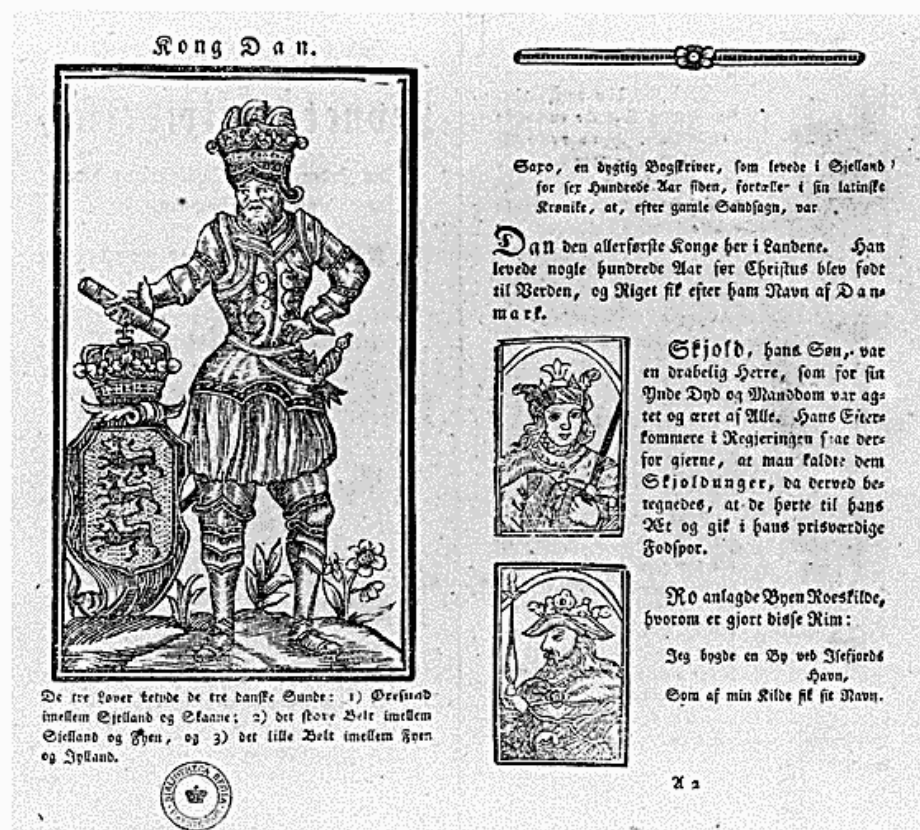 Kong Dan.
De tre Løver betyde de tre danske Sunde: 1) Øresund
imellem Sjelland og Skaane; 2) det store Belt imellem
Sjelland og Fyen, og 3) det lille Belt imellem Fyen
og Jylland.
BIBLIOTHECA REGIA
Saxo, en dygtig Bogskriver, som levede i Sjelland
for sex Hundrede Aar siden, fortæller i sin latinske
Krønike, at, efter gamle Sandsagn, var
Dan den allerførste Konge her i Landene. Han
levede nogle hundrede Aar før Christus blev født
til Verden, og Riget fik efter ham Navn af Dan-
mark.
Skjold, hans Søn, var
en drabelig Herre, som for sin
Ynde Dyd og Manddom var ag-
tet og æret af Alle. Hans Efter-
kommere i Regjeringen saae der-
for gjerne, at man kaldte dem
Skjoldunger, da derved be-
tegnedes, at de hørte til hans
Æt og gik i hans prisværdige
Fodspor.
Ro anlagde Byen Roeskilde,
hvorom er gjort disse Rim:
Jeg bygde en By ved Isefjords
Havn,
Som af min Kilde fik sit Navn.
A 2